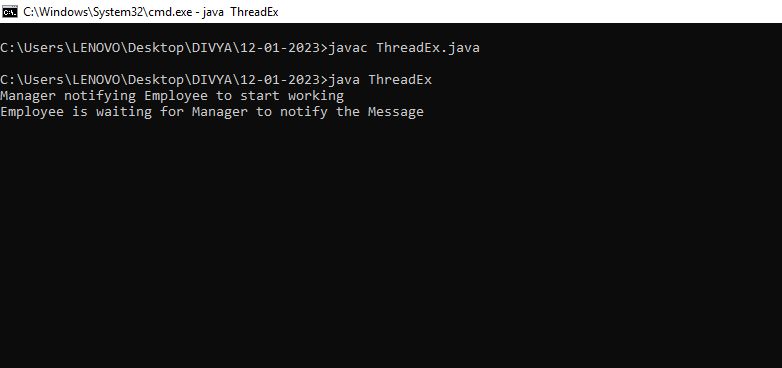 C:\Windows\System32\cmd.exe - java  ThreadEx
C:\Users\LENOVO\Desktop\DIVYA\12-01-2023>javac ThreadEx.java
C:\Users\LENOVO\Desktop\DIVYA\12-01-2023>java ThreadEx
Manager notifying Employee to start working
Employee is waiting for Manager to notify the Message